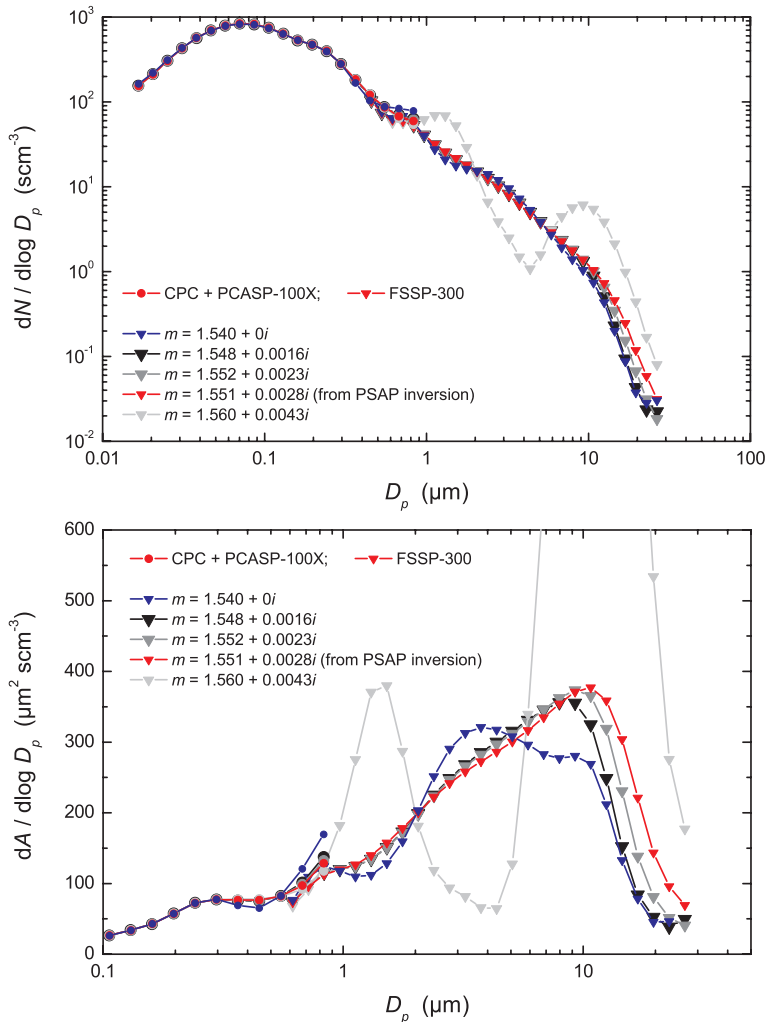 10³
10²
10¹
10⁰
10⁻¹
10⁻²
dN / dlog Dₚ (scm⁻³)
CPC + PCASP-100X; FSSP-300
m = 1.540 + 0i
m = 1.548 + 0.0016i
m = 1.552 + 0.0023i
m = 1.551 + 0.0028i (from PSAP inversion)
m = 1.560 + 0.0043i
0.01 0.1 1 10 100
Dₚ (µm)
600
500
400
300
200
100
0
dA / dlog Dₚ (µm² scm⁻³)
CPC + PCASP-100X; FSSP-300
m = 1.540 + 0i
m = 1.548 + 0.0016i
m = 1.552 + 0.0023i
m = 1.551 + 0.0028i (from PSAP inversion)
m = 1.560 + 0.0043i
0.1 1 10
Dₚ (µm)